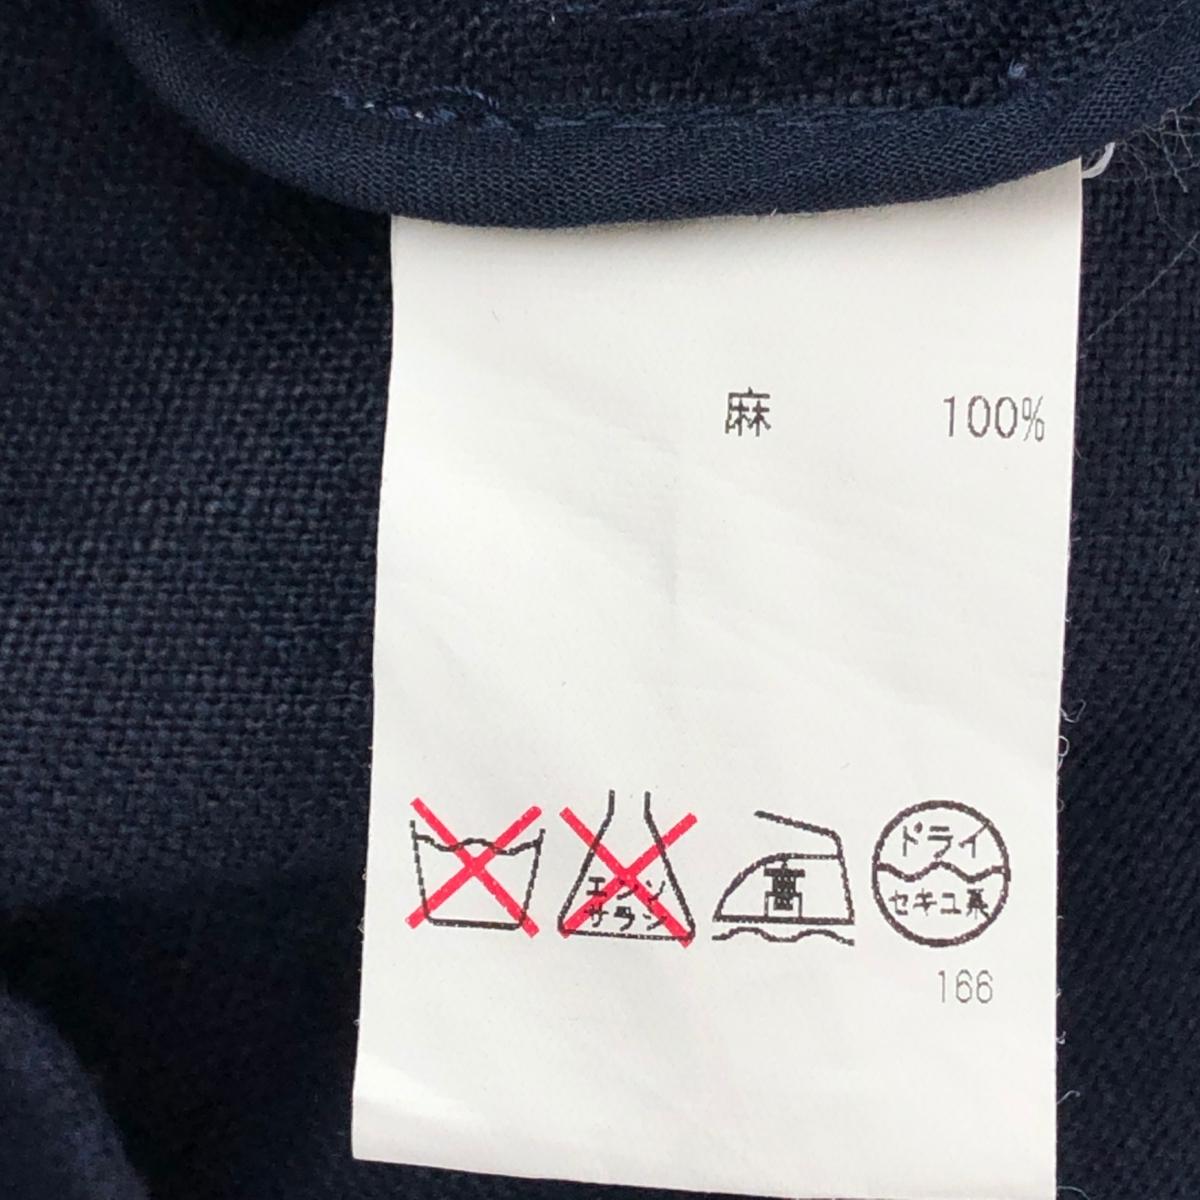 麻 100%
エンソ
サラシ
高
ドライ
セキユ系
166